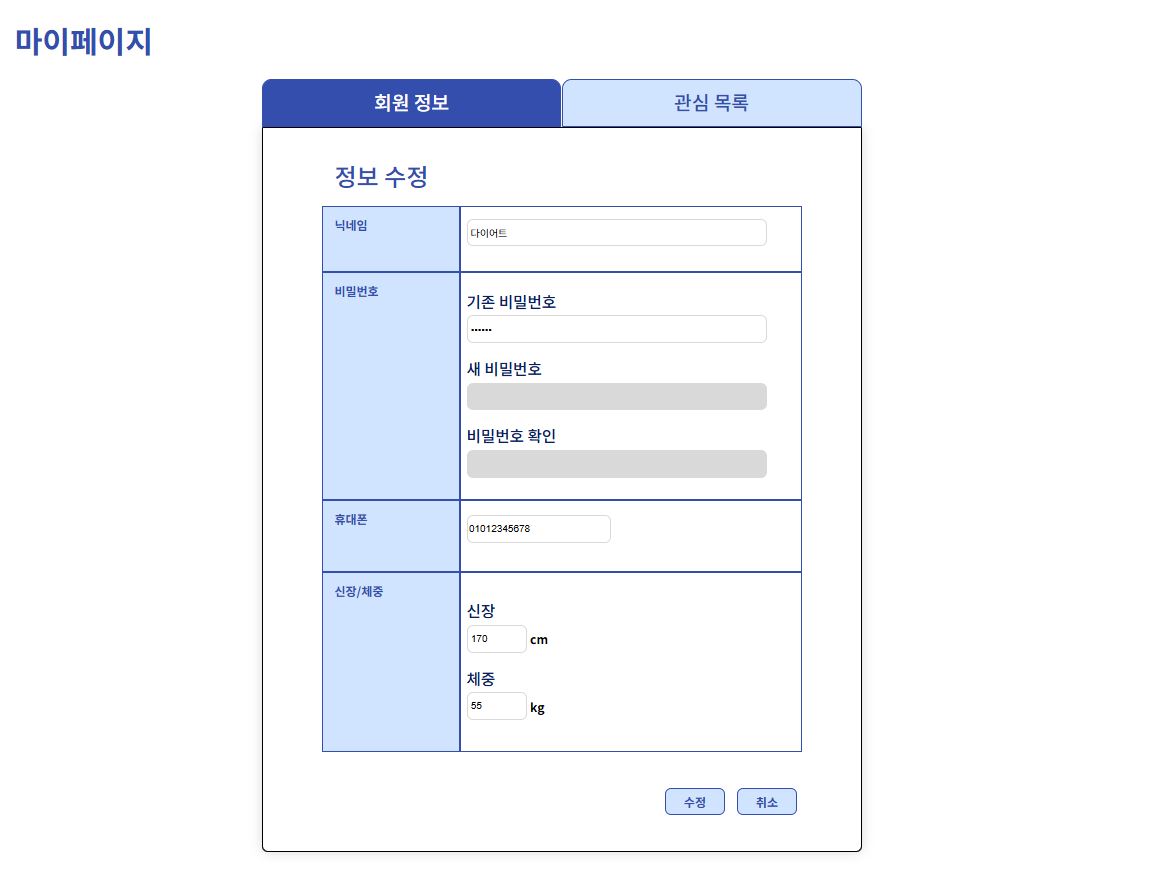 마이페이지
회원 정보
관심 목록
정보 수정
닉네임
다이어트
비밀번호
기존 비밀번호
••••••
새 비밀번호
비밀번호 확인
휴대폰
01012345678
신장/체중
신장
170 cm
체중
55 kg
수정
취소